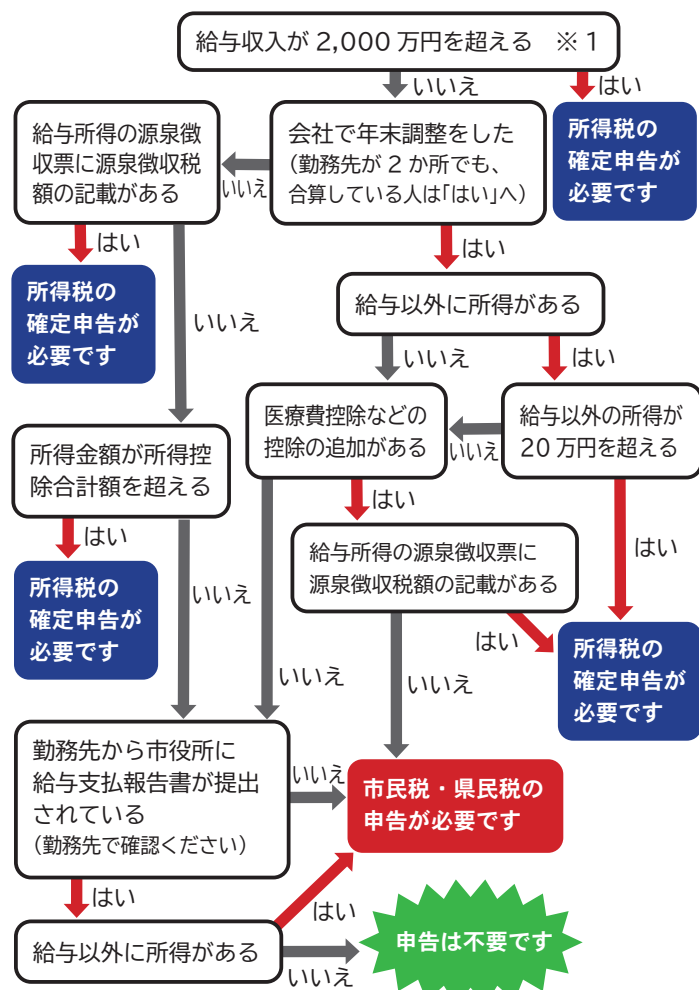 給与収入が 2,000 万円を超える　※１
いいえ
はい
給与所得の源泉徴
収票に源泉徴収税
額の記載がある
いいえ
会社で年末調整をした
（勤務先が 2 か所でも、
合算している人は「はい」へ）
所得税の
確定申告が
必要です
はい
はい
所得税の
確定申告が
必要です
いいえ
給与以外に所得がある
いいえ
はい
医療費控除などの
控除の追加がある
いいえ
給与以外の所得が
20 万円を超える
所得金額が所得控
除合計額を超える
はい
はい
はい
所得税の
確定申告が
必要です
いいえ
給与所得の源泉徴収票に
源泉徴収税額の記載がある
はい
いいえ
いいえ
所得税の
確定申告が
必要です
勤務先から市役所に
給与支払報告書が提出
されている
（勤務先で確認ください）
いいえ
市民税・県民税の
申告が必要です
はい
はい
給与以外に所得がある
いいえ
申告は不要です